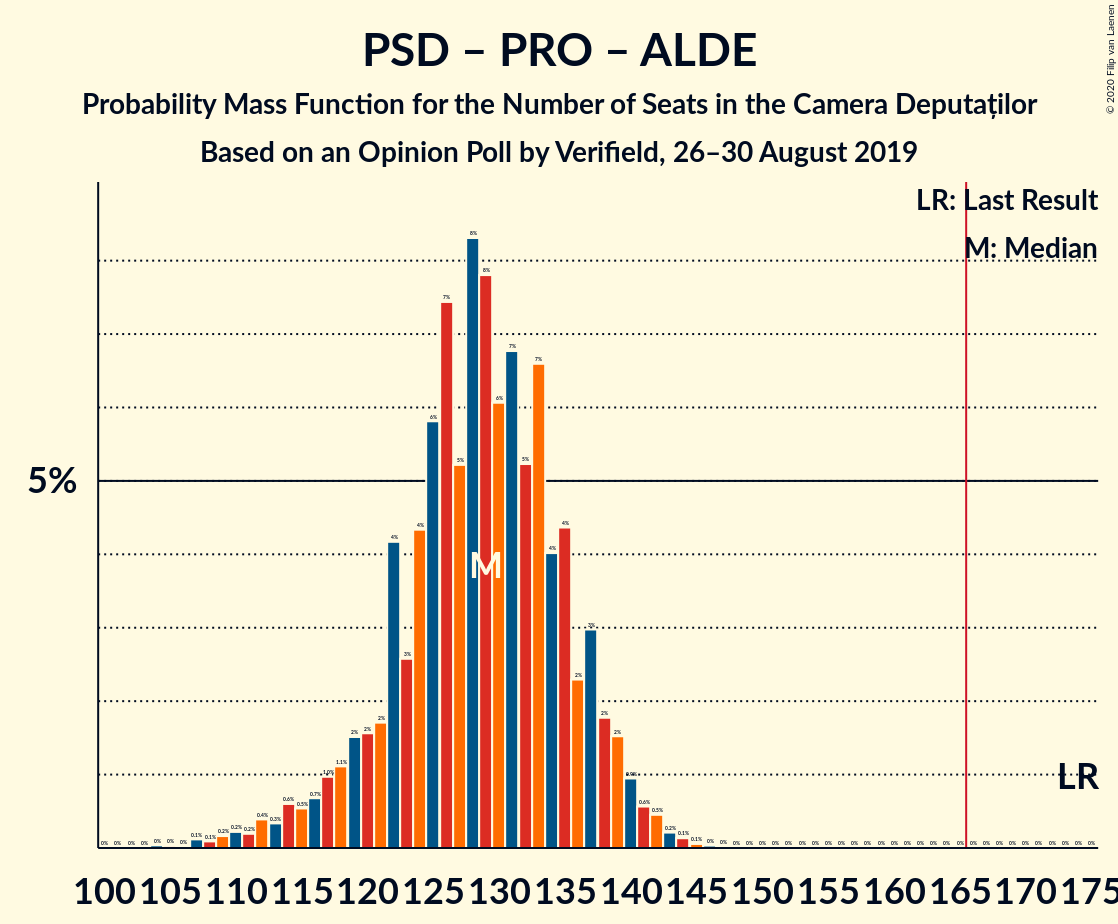 PSD – PRO – ALDE
Probability Mass Function for the Number of Seats in the Camera Deputaților
Based on an Opinion Poll by Verifield, 26–30 August 2019
© 2020 Filip van Laenen
LR: Last Result
M: Median
5%
M
LR
0% 0% 0% 0% 0% 0% 0% 0.1% 0.1% 0.2% 0.2% 0.2% 0.4% 0.3% 0.6% 0.5% 0.7% 1.0% 1.1% 2% 2% 2% 4% 3% 4% 6% 7% 5% 8% 8% 6% 7% 5% 7% 4% 4% 2% 3% 2% 2% 0.9% 0.6% 0.5% 0.2% 0.1% 0.1% 0% 0% 0% 0% 0% 0% 0% 0% 0% 0% 0% 0% 0% 0% 0% 0% 0% 0% 0% 0% 0% 0% 0% 0% 0% 0% 0% 0% 0% 0%
100 105 110 115 120 125 130 135 140 145 150 155 160 165 170 175